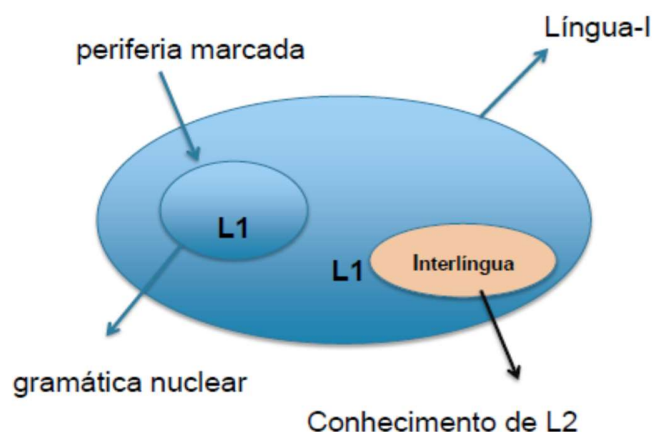 Língua-I
periferia marcada
L1
L1
Interlíngua
gramática nuclear
Conhecimento de L2